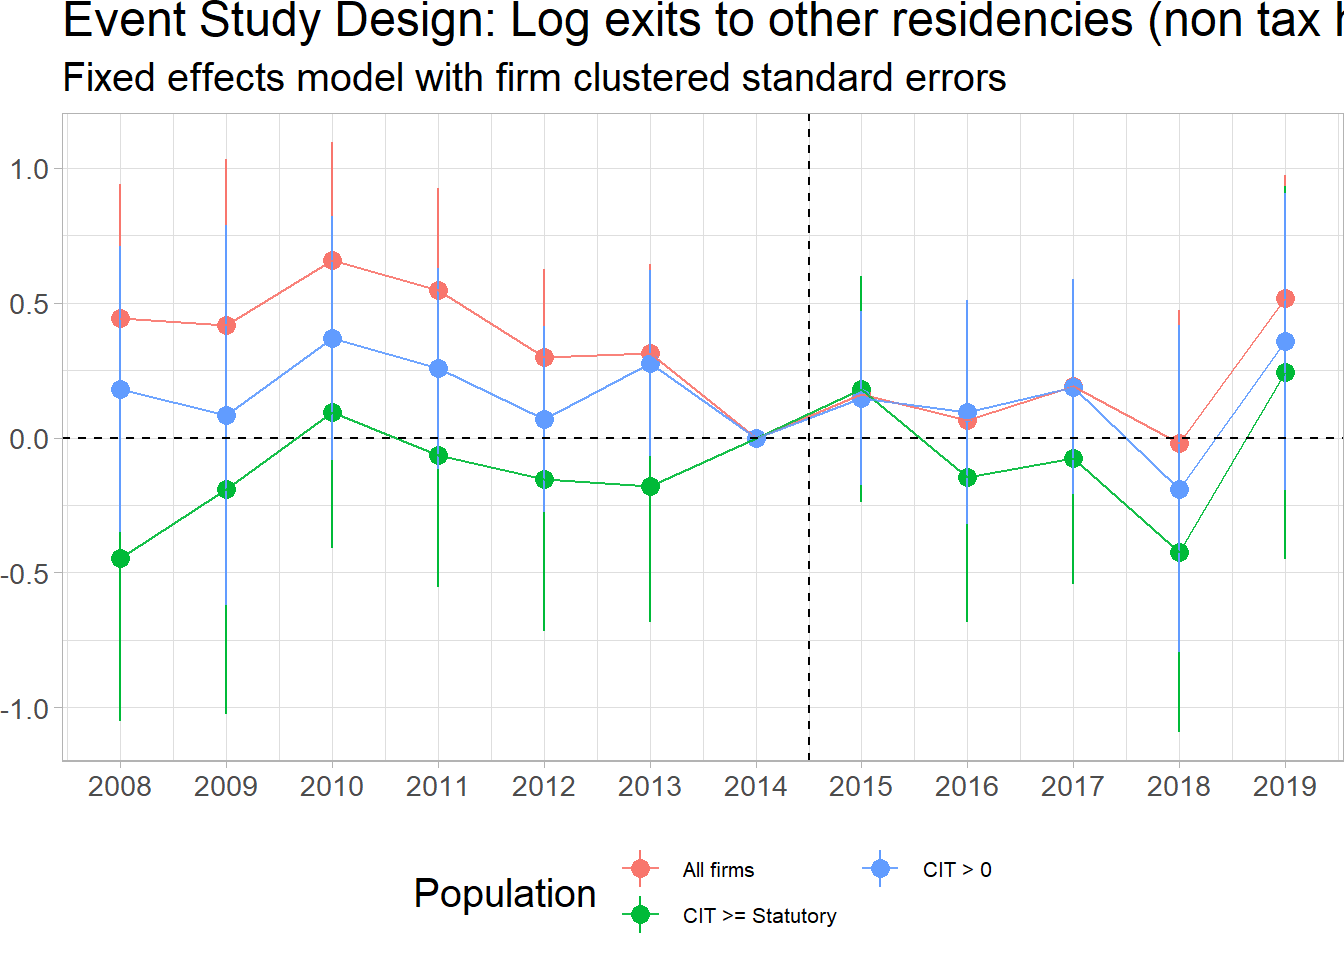 Event Study Design: Log exits to other residencies (non tax
Fixed effects model with firm clustered standard errors
1.0
0.5
0.0
-0.5
-1.0
2008 2009 2010 2011 2012 2013 2014 2015 2016 2017 2018 2019
Population
All firms
CIT > 0
CIT >= Statutory